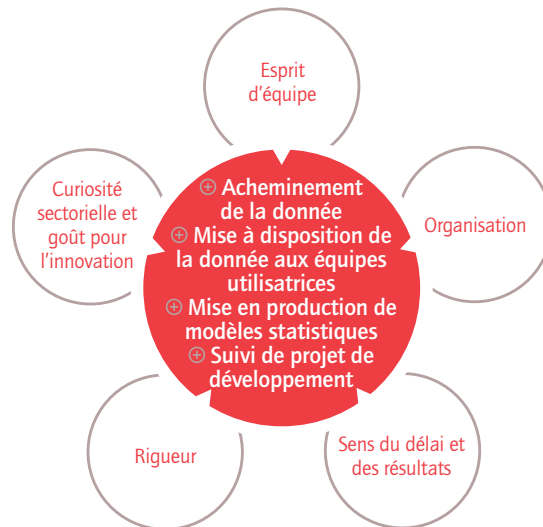 Esprit
d'équipe
Curiosité
sectorielle et
goût pour
l'innovation
⊕ Acheminement
de la donnée
⊕ Mise à disposition de
la donnée aux équipes
utilisatrices
⊕ Mise en production de
modèles statistiques
⊕ Suivi de projet de
développement
Organisation
Rigueur
Sens du délai et
des résultats